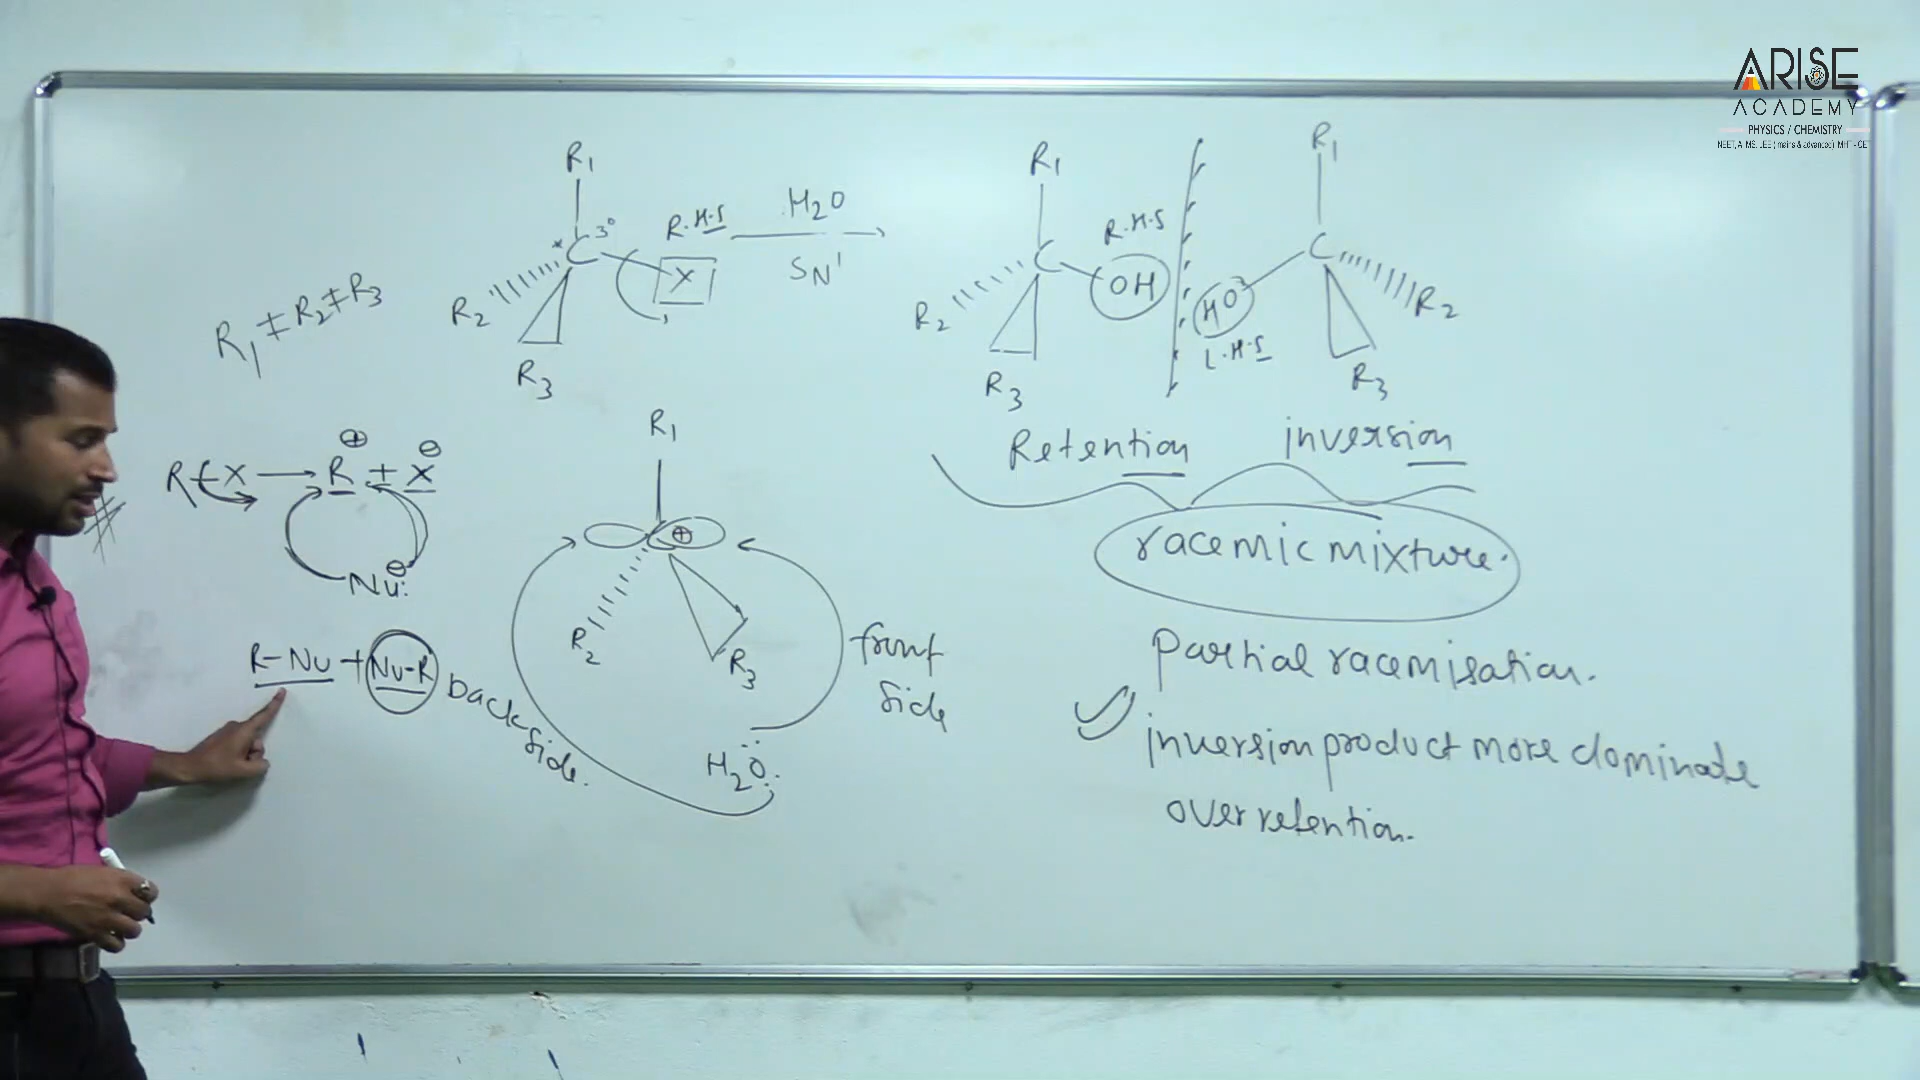 ARISE
ACADEMY
PHYSICS / CHEMISTRY
R1
*C3°
R.H.S
X
R2
R3
H2O
SN1
R1
C
R.H.S
OH
R2
R3
R1
C
HO
L.H.S
R2
R3
R1 ≠ R2 ≠ R3
Retention
inversion
racemic mixture.
R-X → R⊕ + X⊖
Nu:⊖
R-Nu + Nu-R
R1
C⊕
R2
R3
back side.
front side
H2Ö:
Partial racemisation.
inversion product more dominate
over retention.